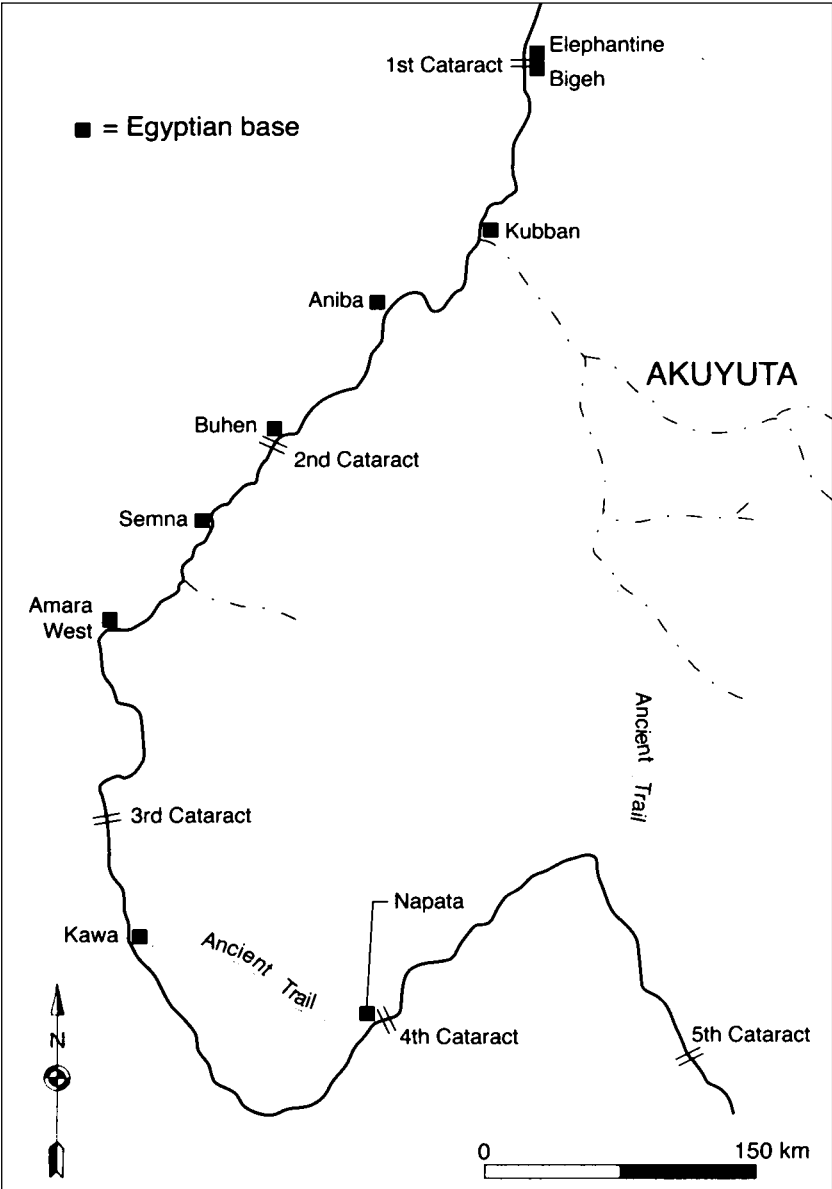 Elephantine
1st Cataract
Bigeh
■ = Egyptian base
Kubban
Aniba
AKUYUTA
Buhen
2nd Cataract
Semna
Amara
West
Ancient Trail
3rd Cataract
Napata
Kawa
Ancient Trail
N
4th Cataract
5th Cataract
0 150 km